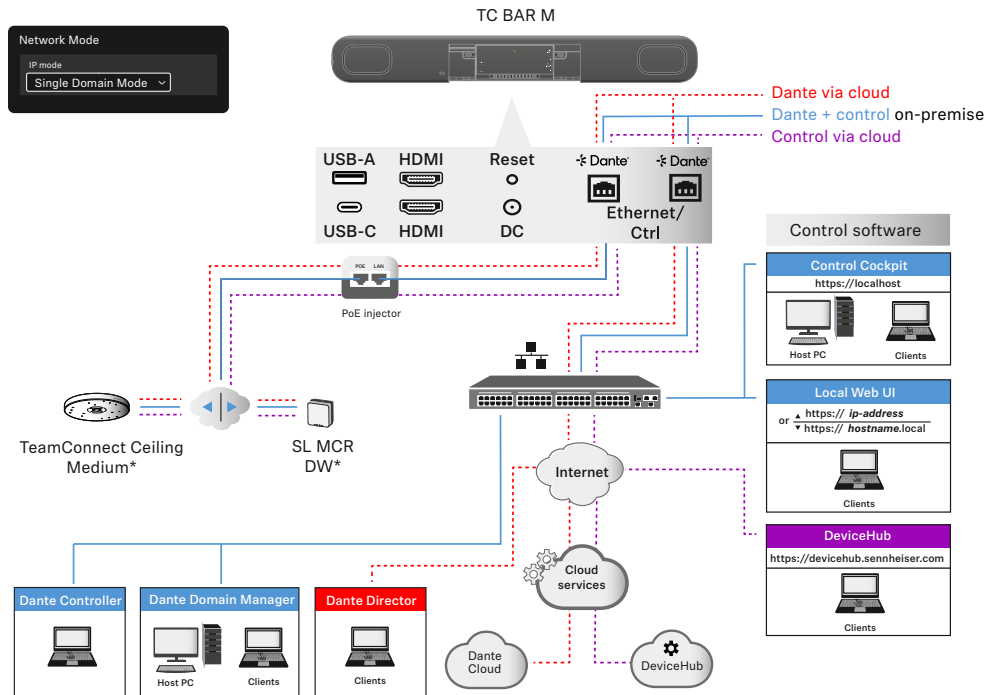 TC BAR M
Network Mode
IP mode
Single Domain Mode
Dante via cloud
Dante + control on-premise
Control via cloud
USB-A
HDMI
Reset
Dante
Dante
USB-C
HDMI
DC
Ethernet/
Ctrl
POE
LAN
PoE injector
Control software
Control Cockpit
https://localhost
Host PC
Clients
Local Web UI
or
https:// ip-address
https:// hostname.local
Clients
DeviceHub
https://devicehub.sennheiser.com
Clients
TeamConnect Ceiling
Medium*
SL MCR
DW*
Internet
Cloud
services
Dante
Cloud
DeviceHub
Dante Controller
Dante Domain Manager
Host PC
Clients
Dante Director
Clients